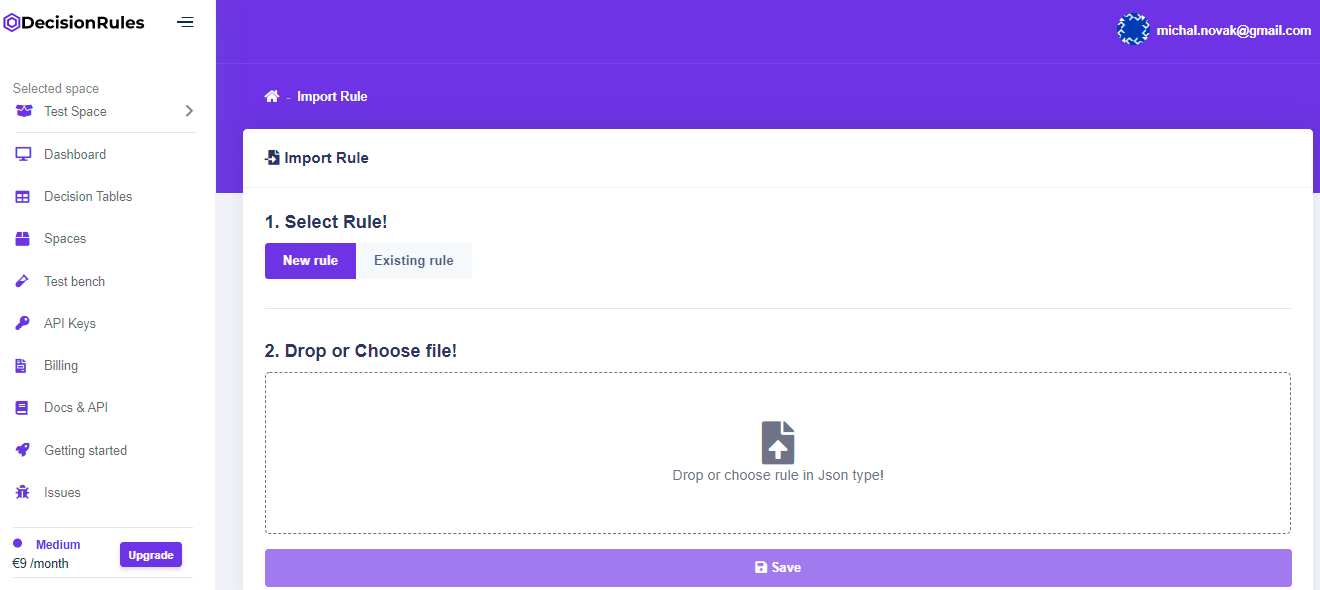 DecisionRules
michal.novak@gmail.com
Selected space
Test Space
- Import Rule
Dashboard
Import Rule
Decision Tables
1. Select Rule!
Spaces
New rule Existing rule
Test bench
API Keys
2. Drop or Choose file!
Billing
Docs & API
Getting started
Drop or choose rule in Json type!
Issues
Medium
€9 /month
Upgrade
Save